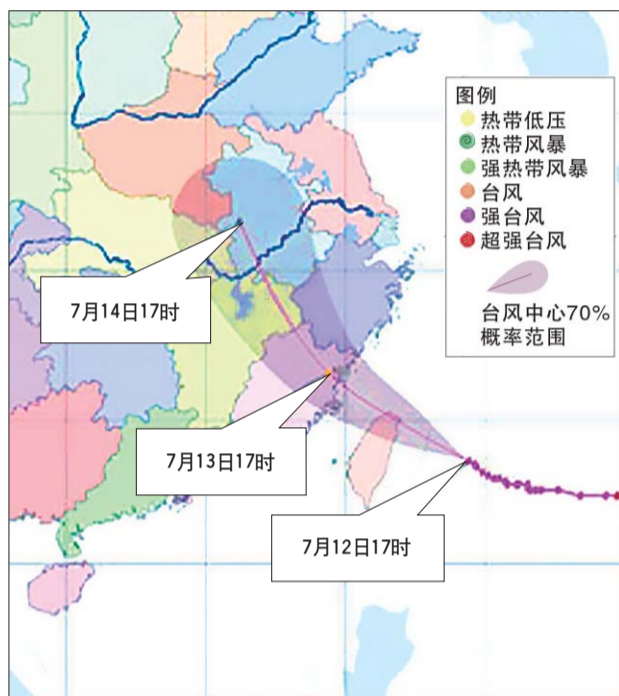 图例
热带低压
热带风暴
强热带风暴
台风
强台风
超强台风
台风中心70%
概率范围
7月14日17时
7月13日17时
7月12日17时